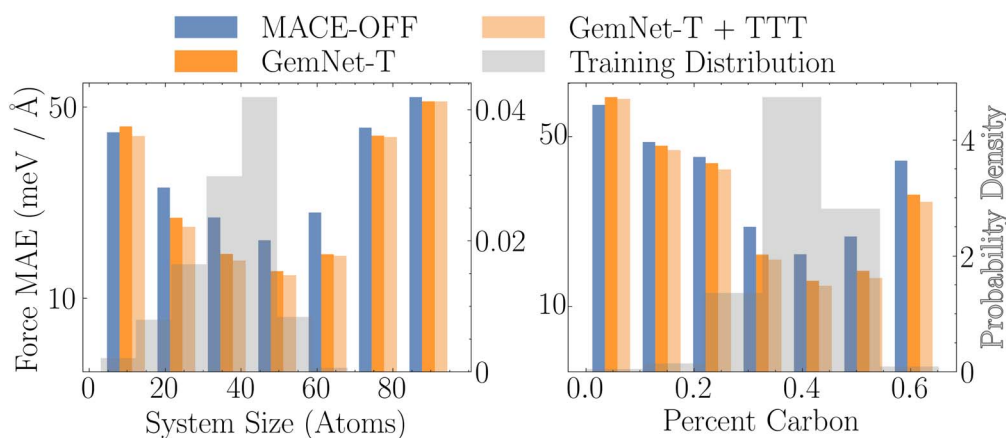 MACE-OFF
GemNet-T
GemNet-T + TTT
Training Distribution
Force MAE (meV / Å)
50
10
0.04
0.02
0
0 20 40 60 80
System Size (Atoms)
50
10
4
2
0
Probability Density
0.0 0.2 0.4 0.6
Percent Carbon